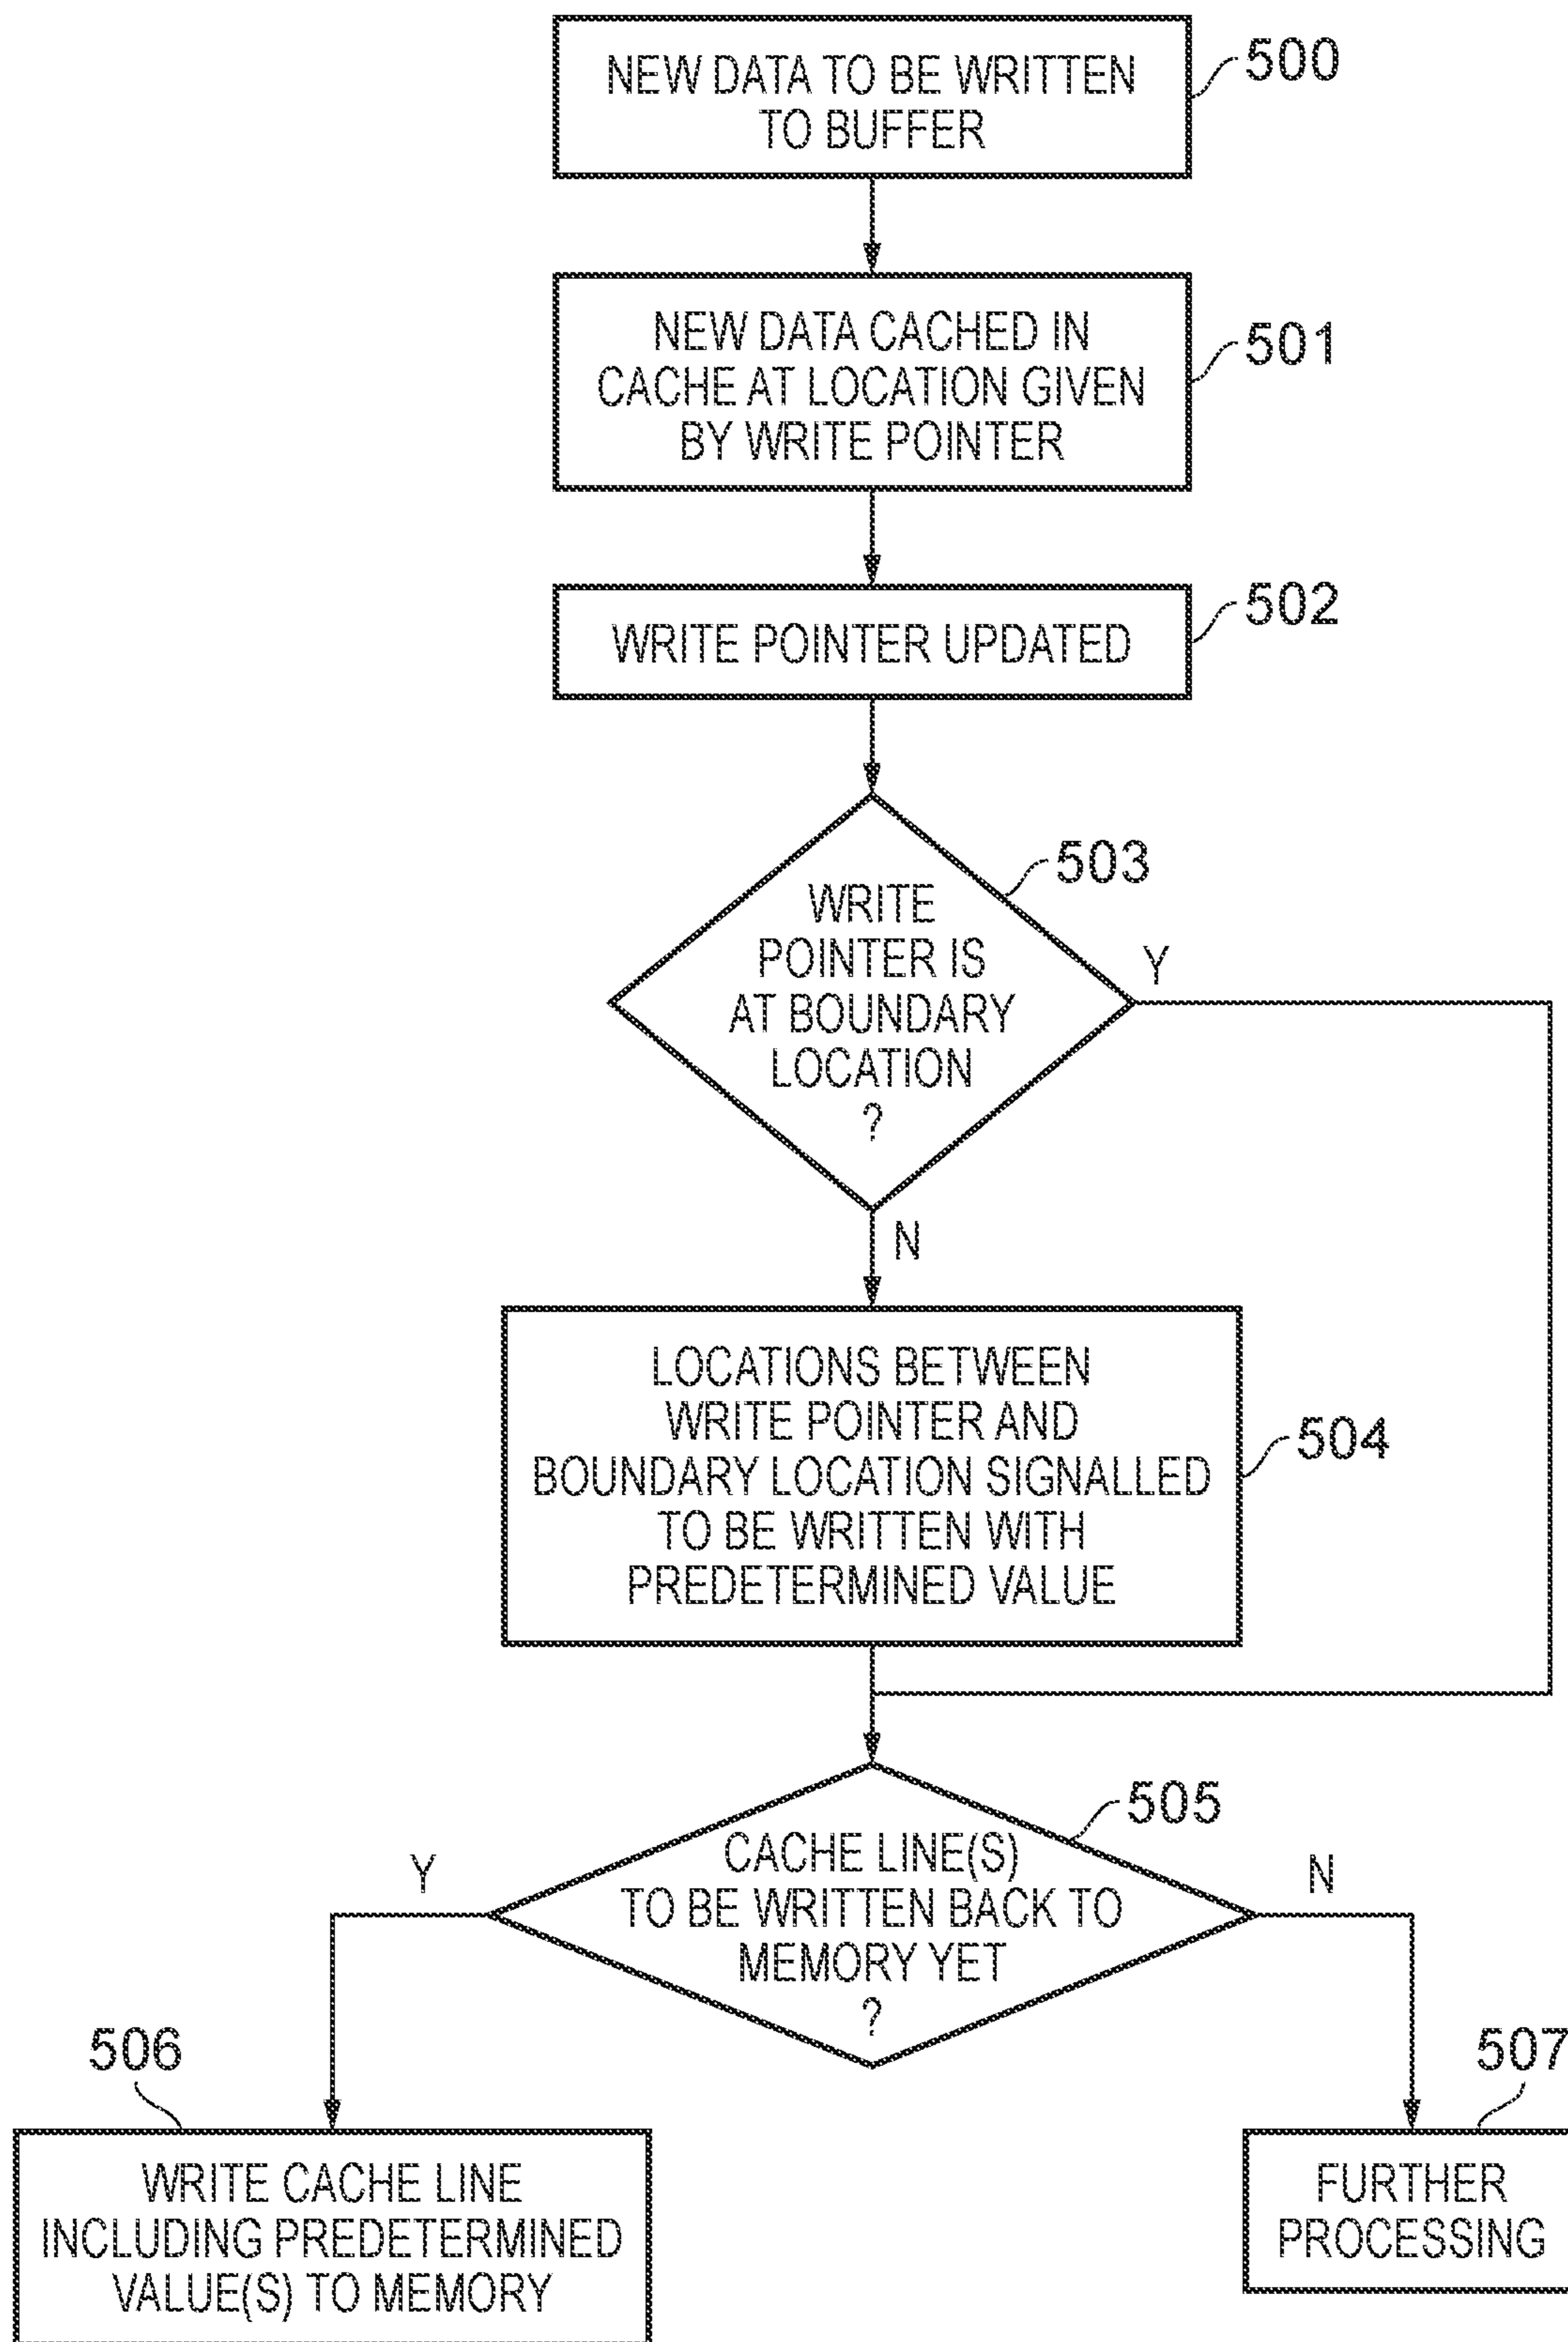 NEW DATA TO BE WRITTEN
TO BUFFER
500
NEW DATA CACHED IN
CACHE AT LOCATION GIVEN
BY WRITE POINTER
501
WRITE POINTER UPDATED
502
503
WRITE
POINTER IS
AT BOUNDARY
LOCATION
?
Y
N
LOCATIONS BETWEEN
WRITE POINTER AND
BOUNDARY LOCATION SIGNALLED
TO BE WRITTEN WITH
PREDETERMINED VALUE
504
505
CACHE LINE(S)
TO BE WRITTEN BACK TO
MEMORY YET
?
Y
N
506
WRITE CACHE LINE
INCLUDING PREDETERMINED
VALUE(S) TO MEMORY
507
FURTHER
PROCESSING